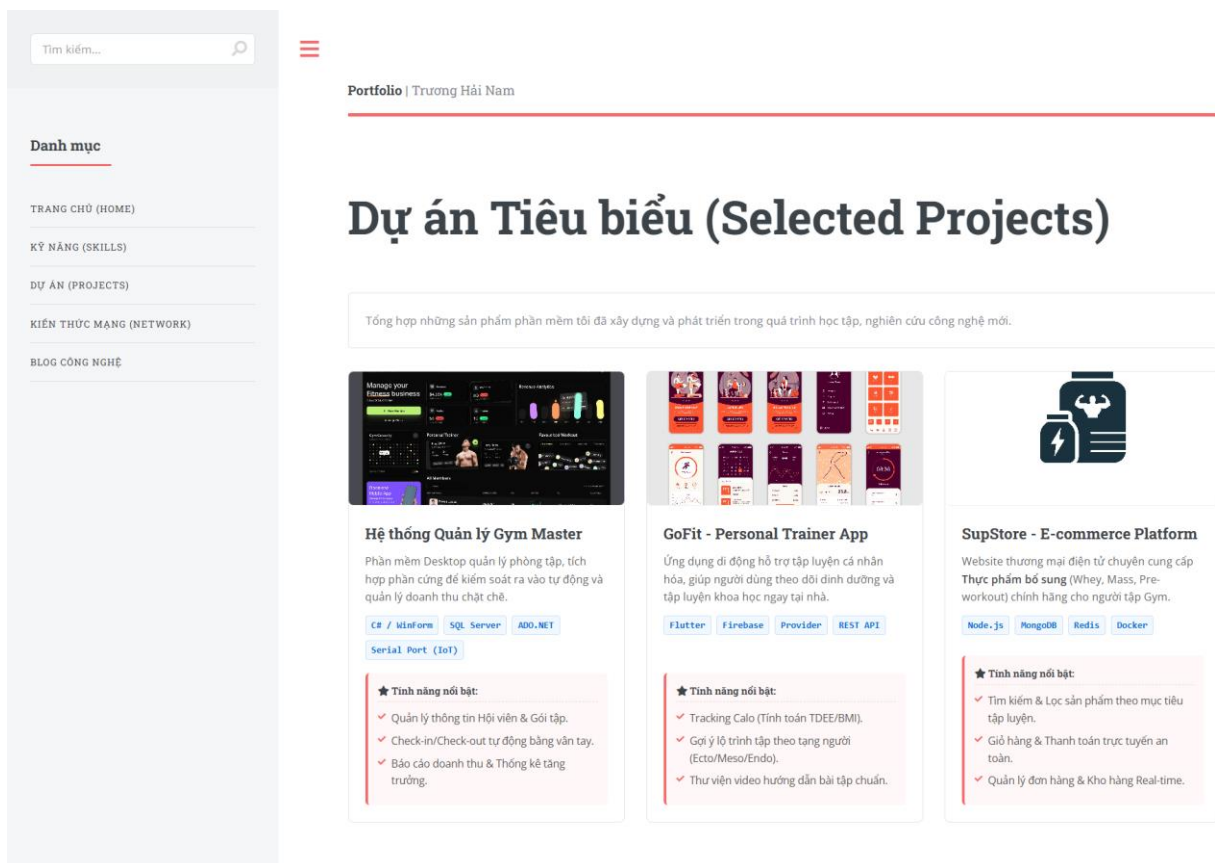 Tìm kiếm...
Danh mục
TRANG CHỦ (HOME)
KỸ NĂNG (SKILLS)
DỰ ÁN (PROJECTS)
KIẾN THỨC MẠNG (NETWORK)
BLOG CÔNG NGHỆ
Portfolio | Trương Hải Nam
Dự án Tiêu biểu (Selected Projects)
Tổng hợp những sản phẩm phần mềm tôi đã xây dựng và phát triển trong quá trình học tập, nghiên cứu công nghệ mới.
Manage your
Fitness business
Hệ thống Quản lý Gym Master
Phần mềm Desktop quản lý phòng tập, tích
hợp phần cứng để kiểm soát ra vào tự động và
quản lý doanh thu chặt chẽ.
C# / WinForm SQL Server ADO.NET
Serial Port (IoT)
Tính năng nổi bật:
Quản lý thông tin Hội viên & Gói tập.
Check-in/Check-out tự động bằng vân tay.
Báo cáo doanh thu & Thống kê tăng
trưởng.
GoFit - Personal Trainer App
Ứng dụng di động hỗ trợ tập luyện cá nhân
hóa, giúp người dùng theo dõi dinh dưỡng và
tập luyện khoa học ngay tại nhà.
Flutter Firebase Provider REST API
Tính năng nổi bật:
Tracking Calo (Tính toán TDEE/BMI).
Gợi ý lộ trình tập theo tạng người
(Ecto/Meso/Endo).
Thư viện video hướng dẫn bài tập chuẩn.
SupStore - E-commerce Platform
Website thương mại điện tử chuyên cung cấp
Thực phẩm bổ sung (Whey, Mass, Pre-
workout) chính hãng cho người tập Gym.
Node.js MongoDB Redis Docker
Tính năng nổi bật:
Tìm kiếm & Lọc sản phẩm theo mục tiêu
tập luyện.
Giỏ hàng & Thanh toán trực tuyến an
toàn.
Quản lý đơn hàng & Kho hàng Real-time.